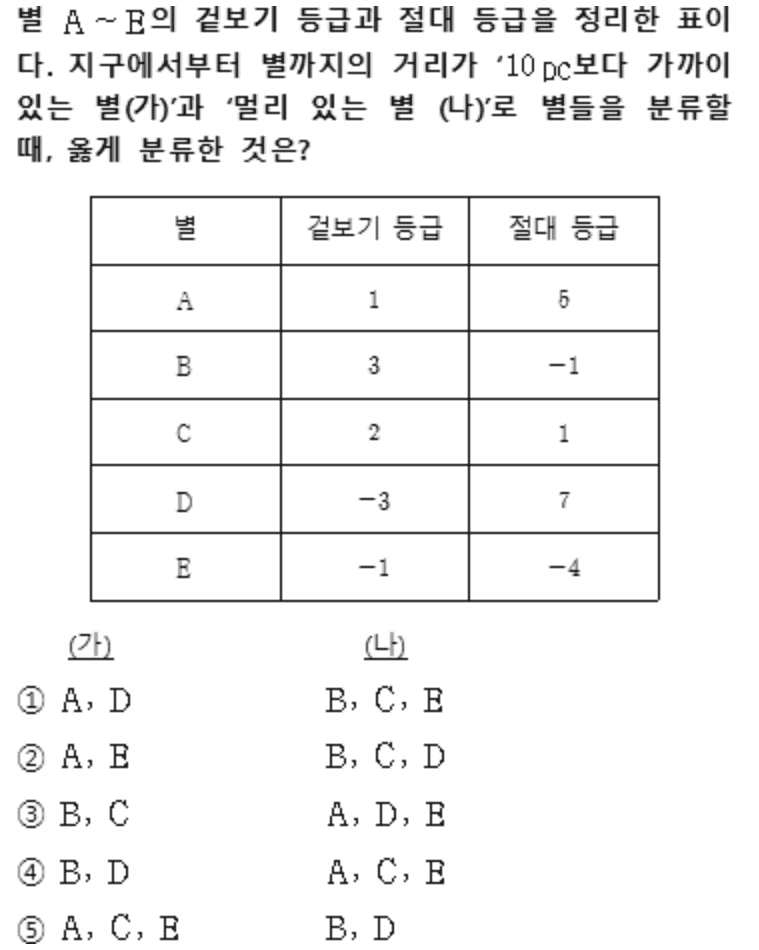 별 A ~ E의 겉보기 등급과 절대 등급을 정리한 표이
다. 지구에서부터 별까지의 거리가 ‘10 pc보다 가까이
있는 별(가)’과 ‘멀리 있는 별 (나)’로 별들을 분류할
때, 옳게 분류한 것은?
별 겉보기 등급 절대 등급
A 1 5
B 3 -1
C 2 1
D -3 7
E -1 -4
(가) (나)
① A, D B, C, E
② A, E B, C, D
③ B, C A, D, E
④ B, D A, C, E
⑤ A, C, E B, D